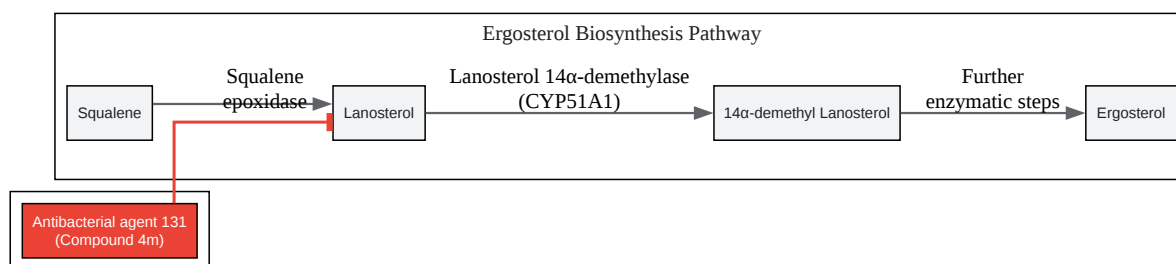 Ergosterol Biosynthesis Pathway
Squalene
epoxidase
Lanosterol 14α-demethylase
(CYP51A1)
Further
enzymatic steps
Squalene
Lanosterol
14α-demethyl Lanosterol
Ergosterol
Antibacterial agent 131
(Compound 4m)